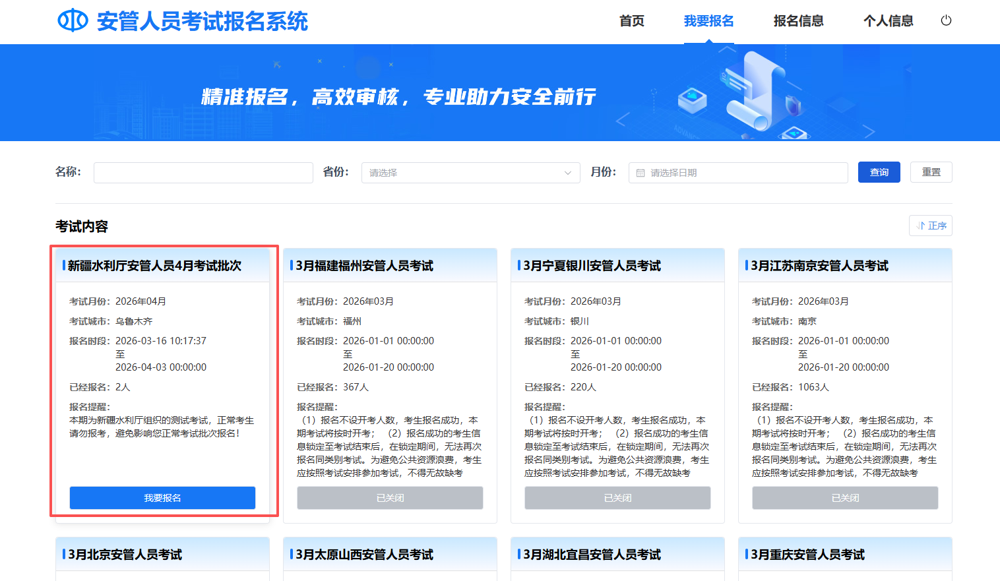 安管人员考试报名系统
首页
我要报名
报名信息
个人信息
精准报名，高效审核，专业助力安全前行
名称：
省份：
请选择
月份：
请选择日期
查询
重置
考试内容
正序
新疆水利厅安管人员4月考试批次
考试月份：2026年04月
考试城市：乌鲁木齐
报名时段：2026-03-16 10:17:37
至
2026-04-03 00:00:00
已经报名：2人
报名提醒：
本期为新疆水利厅组织的测试考试，正常考生
请勿报考，避免影响您正常考试批次报名！
我要报名
3月福建福州安管人员考试
考试月份：2026年03月
考试城市：福州
报名时段：2026-01-01 00:00:00
至
2026-01-20 00:00:00
已经报名：367人
报名提醒：
（1）报名不设开考人数，考生报名成功，本
期考试将按时开考； （2）报名成功的考生信
息锁定至考试结束后，在锁定期间，无法再次
报名同类别考试。为避免公共资源浪费，考生
应按照考试安排参加考试，不得无故缺考
已关闭
3月宁夏银川安管人员考试
考试月份：2026年03月
考试城市：银川
报名时段：2026-01-01 00:00:00
至
2026-01-20 00:00:00
已经报名：220人
报名提醒：
（1）报名不设开考人数，考生报名成功，本
期考试将按时开考； （2）报名成功的考生信
息锁定至考试结束后，在锁定期间，无法再次
报名同类别考试。为避免公共资源浪费，考生
应按照考试安排参加考试，不得无故缺考
已关闭
3月江苏南京安管人员考试
考试月份：2026年03月
考试城市：南京
报名时段：2026-01-01 00:00:00
至
2026-01-20 00:00:00
已经报名：1063人
报名提醒：
（1）报名不设开考人数，考生报名成功，本
期考试将按时开考； （2）报名成功的考生信
息锁定至考试结束后，在锁定期间，无法再次
报名同类别考试。为避免公共资源浪费，考生
应按照考试安排参加考试，不得无故缺考
已关闭
3月北京安管人员考试
3月太原山西安管人员考试
3月湖北宜昌安管人员考试
3月重庆安管人员考试